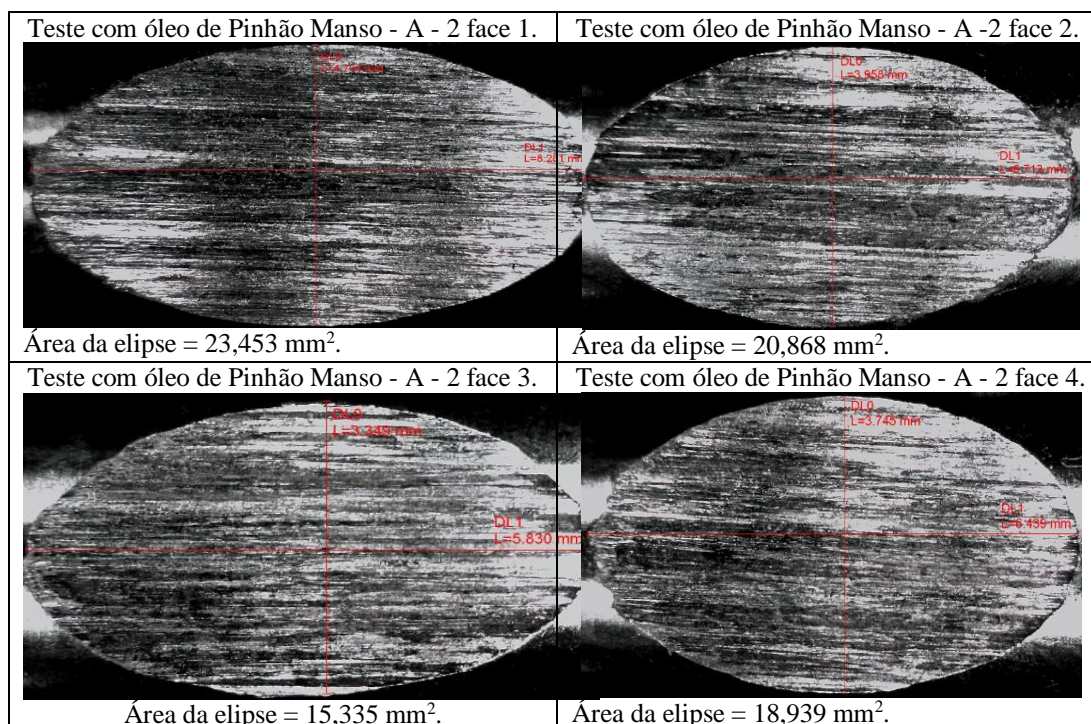 Teste com óleo de Pinhão Manso - A - 2 face 1.
DL0
DL1
Área da elipse = 23,453 mm².
Teste com óleo de Pinhão Manso - A -2 face 2.
DL0
L=3.958 mm
DL1
L=6.713 mm
Área da elipse = 20,868 mm².
Teste com óleo de Pinhão Manso - A - 2 face 3.
DL0
L=3.349 mm
DL1
L=5.830 mm
Área da elipse = 15,335 mm².
Teste com óleo de Pinhão Manso - A - 2 face 4.
DL0
L=3.745 mm
DL1
L=6.439 mm
Área da elipse = 18,939 mm².